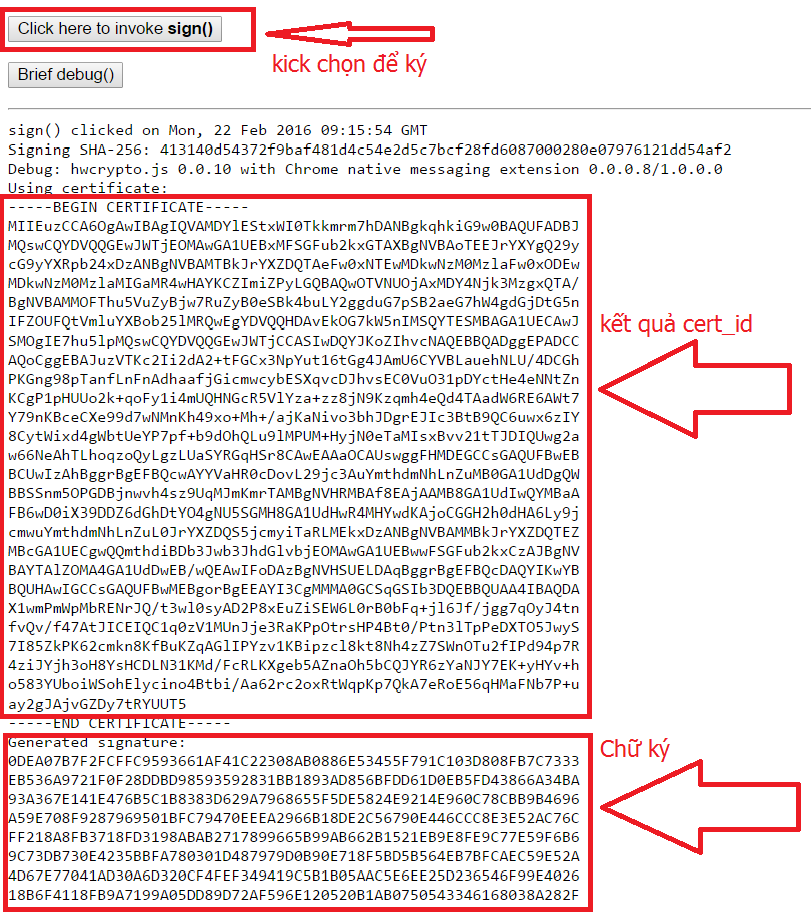 Click here to invoke sign()
kick chọn để ký
Brief debug()
sign() clicked on Mon, 22 Feb 2016 09:15:54 GMT
Signing SHA-256: 413140d54372f9baf481d4c54e2d5c7bcf28fd6087000280e07976121dd54af2
Debug: hwcrypto.js 0.0.10 with Chrome native messaging extension 0.0.0.8/1.0.0.0
Using certificate:
-----BEGIN CERTIFICATE-----
MIIEuzCCA6OgAwIBAgIQVAMDYlEStxWI0Tkkmrm7hDANBgkqhkiG9w0BAQUFADBJ
MQswCQYDVQQGEwJWTjEOMAwGA1UEBxMFSGFub2kxGTAXBgNVBAoTEEJrYXYgQ29y
cG9yYXRpb24xDzANBgNVBAMTBkJrYXZDQTAeFw0xNTEwMDkwNzM0MzlaFw0xODEw
MDkwNzM0MzlaMIGaMR4wHAYKCZImiZPyLGQBAQwOTVNUOjAxMDY4Njk3MzgxQTA/
BgNVBAMMOFThu5VuZyBjw7RuZyB0eSBk4buLY2ggduG7pSB2aeG7hW4gdGjDtG5n
IFZOUFQtVmluYXBob25lMRQwEgYDVQQHDAvEkOG7kW5nIMSQYTESMBAGA1UECAwJ
SMOgIE7hu5lpMQswCQYDVQQGEwJWTjCCASIwDQYJKoZIhvcNAQEBBQADggEPADCC
AQoCggEBAJuzVTKc2Ii2dA2+tFGCx3NpYut16tGg4JAmU6CYVBLauehNLU/4DCGh
PKGng98pTanfLnFnAdhaafjGicmwcybESXqvcDJhvsEC0VuO31pDYctHe4eNNtZn
KCgP1pHUUo2k+qoFy1i4mUQHNGcR5VlYza+zz8jN9Kzqmh4eQd4TAadW6RE6AWt7
Y79nKBceCXe99d7wNMnKh49xo+Mh+/ajKaNivo3bhJDgrEJIc3BtB9QC6uwx6zIY
8CytWixd4gWbtUeYP7pf+b9dOhQLu9lMPUM+HyjN0eTaMIsxBvv21tTJDIQUwg2a
w66NeAhTLhoqzoQyLgzLUaSYRGqHSr8CAwEAAaOCAUswggFHMDEGCCsGAQUFBwEB
BCUwIzAhBggrBgEFBQcwAYYVaHR0cDovL29jc3AuYmthdmNhLnZuMB0GA1UdDgQW
BBSSnm5OPGDBjnwvh4sz9UqMJmKmrTAMBgNVHRMBAf8EAjAAMB8GA1UdIwQYMBaA
FB6wD0iX39DDZ6dGhDtYO4gNU5SGMH8GA1UdHwR4MHYwdKAjoCGGH2h0dHA6Ly9j
cmwuYmthdmNhLnZuL0JrYXZDQS5jcmyiTaRLMEkxDzANBgNVBAMMBkJrYXZDQTEZ
MBcGA1UECgwQQmthdiBDb3Jwb3JhdGlvbjEOMAwGA1UEBwwFSGFub2kxCzAJBgNV
BAYTAlZOMA4GA1UdDwEB/wQEAwIFoDAzBgNVHSUELDAqBggrBgEFBQcDAQYIKwYB
BQUHAwIGCCsGAQUFBwMEBgorBgEEAYI3CgMMMA0GCSqGSIb3DQEBBQUAA4IBAQDA
X1wmPmWpMbRENrJQ/t3wl0syAD2P8xEuZiSEW6L0rB0bFq+jl6Jf/jgg7qOyJ4tn
fvQv/f47AtJICEIQC1q0zV1MUnJje3RaKPpOtrsHP4Bt0/Ptn3lTpPeDXTO5JwyS
7I85ZkPK62cmkn8KfBuKZqAGlIPYzv1KBipzcl8kt8Nh4zZ7SWnOTu2fIPd94p7R
4ziJYjh3oH8YsHCDLN31KMd/FcRLKXgeb5AZnaOh5bCQJYR6zYaNJY7EK+yHYv+h
o583YUboiWSohElycino4Btbi/Aa62rc2oxRtWqpKp7QkA7eRoE56qHMaFNb7P+u
ay2gJAjvGZDy7tRYUUT5
-----END CERTIFICATE-----
kết quả cert_id
Generated signature:
0DEA07B7F2FCFFC9593661AF41C22308AB0886E53455F791C103D808FB7C7333
EB536A9721F0F28DDBD98593592831BB1893AD856BFDD61D0EB5FD43866A34BA
93A367E141E476B5C1B8383D629A7968655F5DE5824E9214E960C78CBB9B4696
A59E708F9287969501BFC79470EEEA2966B18DE2C56790E446CCC8E3E52AC76C
FF218A8FB3718FD3198ABAB2717899665B99AB662B1521EB9E8FE9C77E59F6B6
9C73DB730E4235BBFA780301D487979D0B90E718F5BD5B564EB7BFCAEC59E52A
4D67E77041AD30A6D320CF4FEF349419C5B1B05AAC5E6EE25D236546F99E4026
18B6F4118FB9A7199A05DD89D72AF596E120520B1AB0750543346168038A282F
Chữ ký